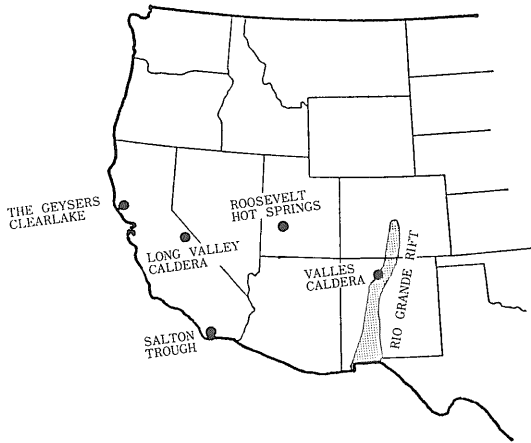 THE GEYSERS
CLEARLAKE
LONG VALLEY
CALDERA
ROOSEVELT
HOT SPRINGS
VALLES
CALDERA
RIO GRANDE RIFT
SALTON
TROUGH